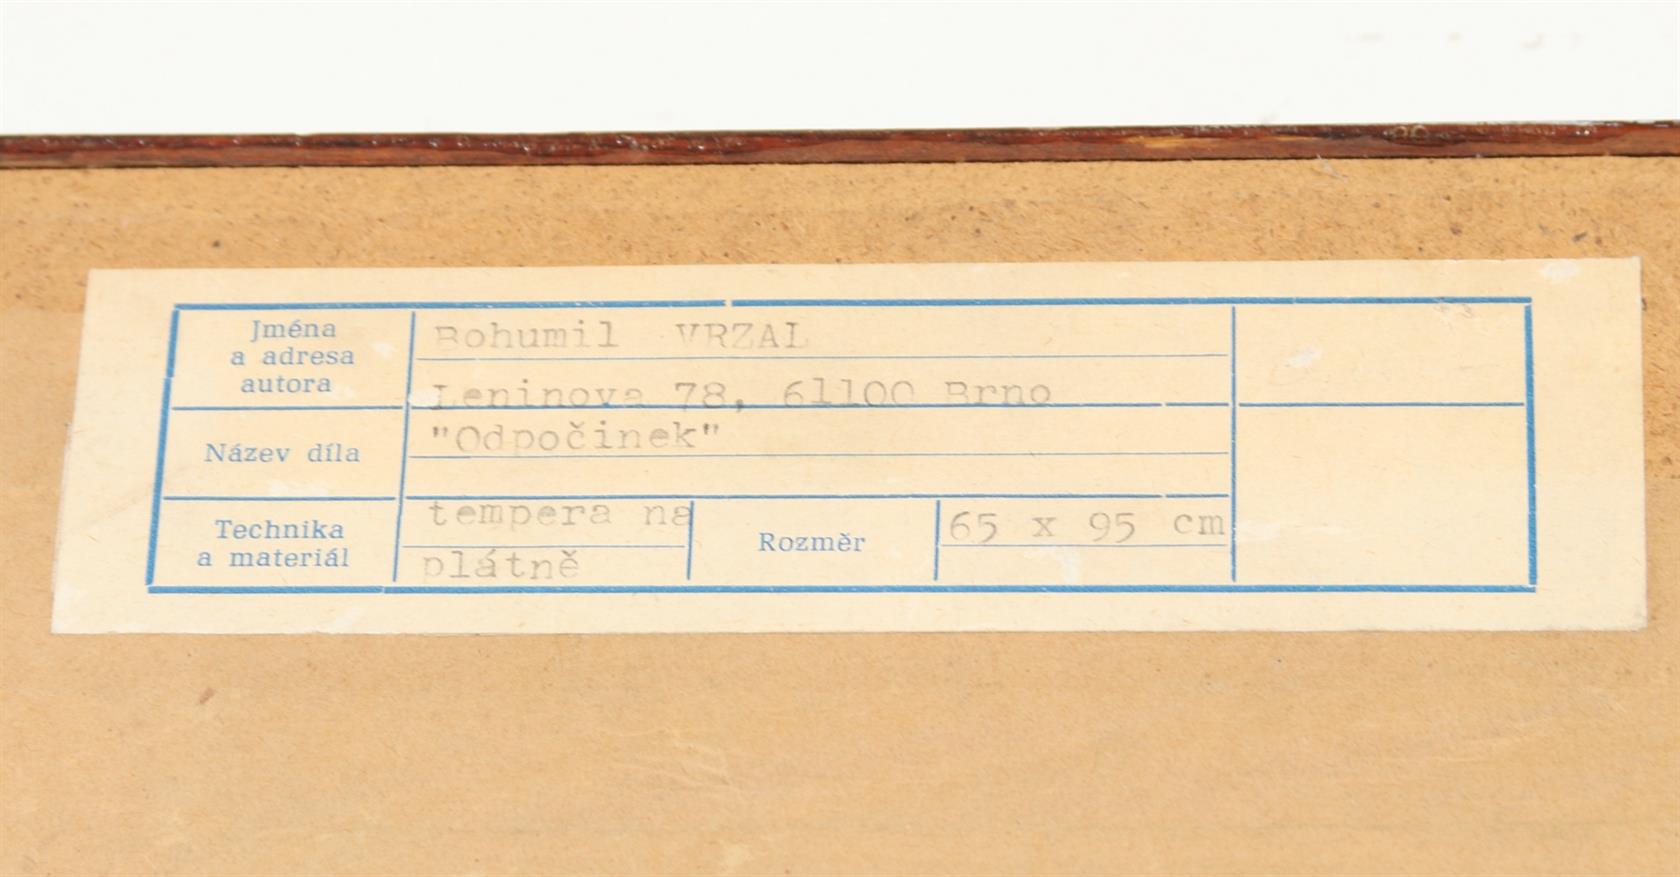 Jména
a adresa
autora
Bohumil VRZAL
Leninova 78, 61100 Brno
Název díla
"Odpočinek"
Technika
a materiál
tempera na
plátně
Rozměr
65 x 95 cm